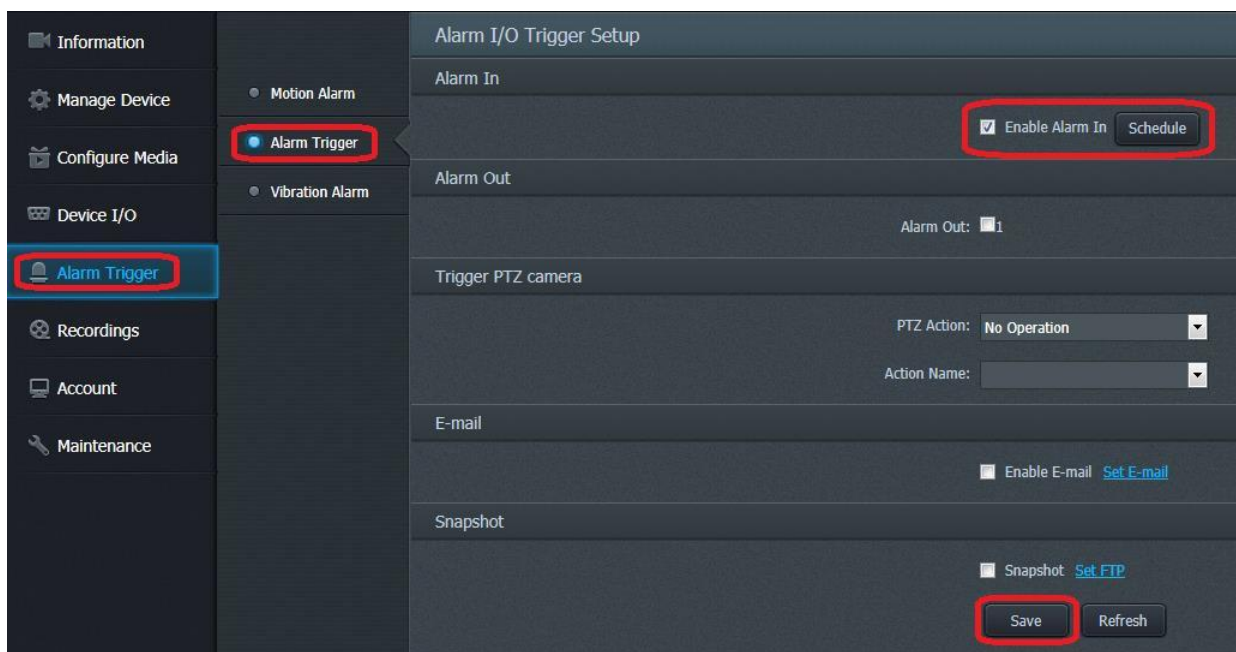 Information
Manage Device
Configure Media
Device I/O
Alarm Trigger
Recordings
Account
Maintenance
Motion Alarm
Alarm Trigger
Vibration Alarm
Alarm I/O Trigger Setup
Alarm In
Enable Alarm In Schedule
Alarm Out
Alarm Out: 1
Trigger PTZ camera
PTZ Action: No Operation
Action Name:
E-mail
Enable E-mail Set E-mail
Snapshot
Snapshot Set FTP
Save Refresh